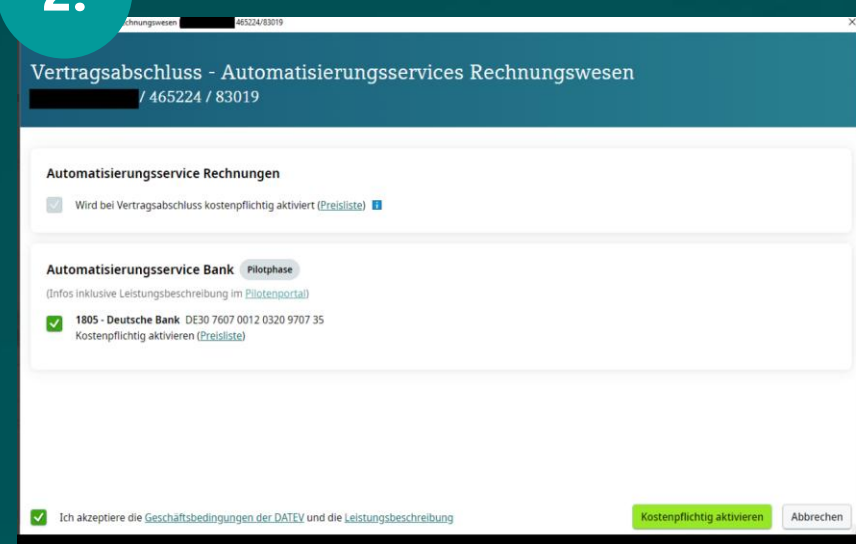 2.
chnungswesen 465224/83019
Vertragsabschluss - Automatisierungsservices Rechnungswesen
/ 465224 / 83019
Automatisierungsservice Rechnungen
Wird bei Vertragsabschluss kostenpflichtig aktiviert (Preisliste)
Automatisierungsservice Bank Pilotphase
(Infos inklusive Leistungsbeschreibung im Pilotenportal)
1805 - Deutsche Bank DE30 7607 0012 0320 9707 35
Kostenpflichtig aktivieren (Preisliste)
Ich akzeptiere die Geschäftsbedingungen der DATEV und die Leistungsbeschreibung
Kostenpflichtig aktivieren Abbrechen